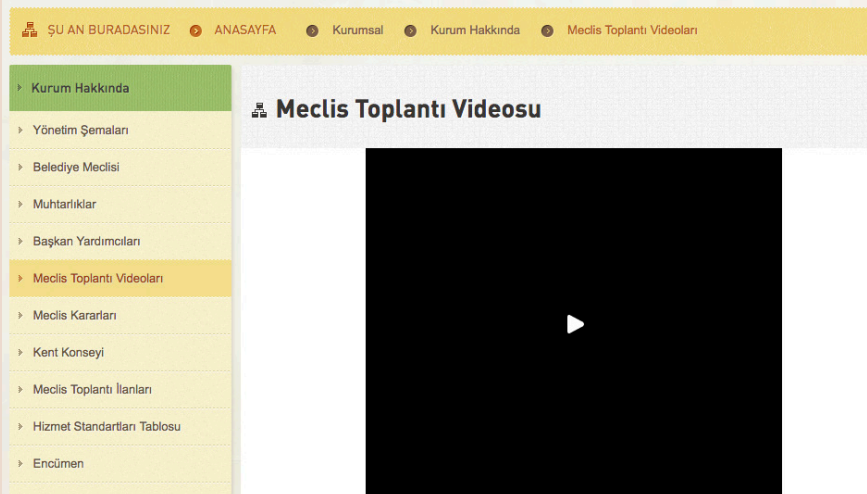 ŞU AN BURADASINIZ ANASAYFA Kurumsal Kurum Hakkında Meclis Toplantı Videoları
Kurum Hakkında
Yönetim Şemaları
Belediye Meclisi
Muhtarlıklar
Başkan Yardımcıları
Meclis Toplantı Videoları
Meclis Kararları
Kent Konseyi
Meclis Toplantı İlanları
Hizmet Standartları Tablosu
Encümen
Meclis Toplantı Videosu